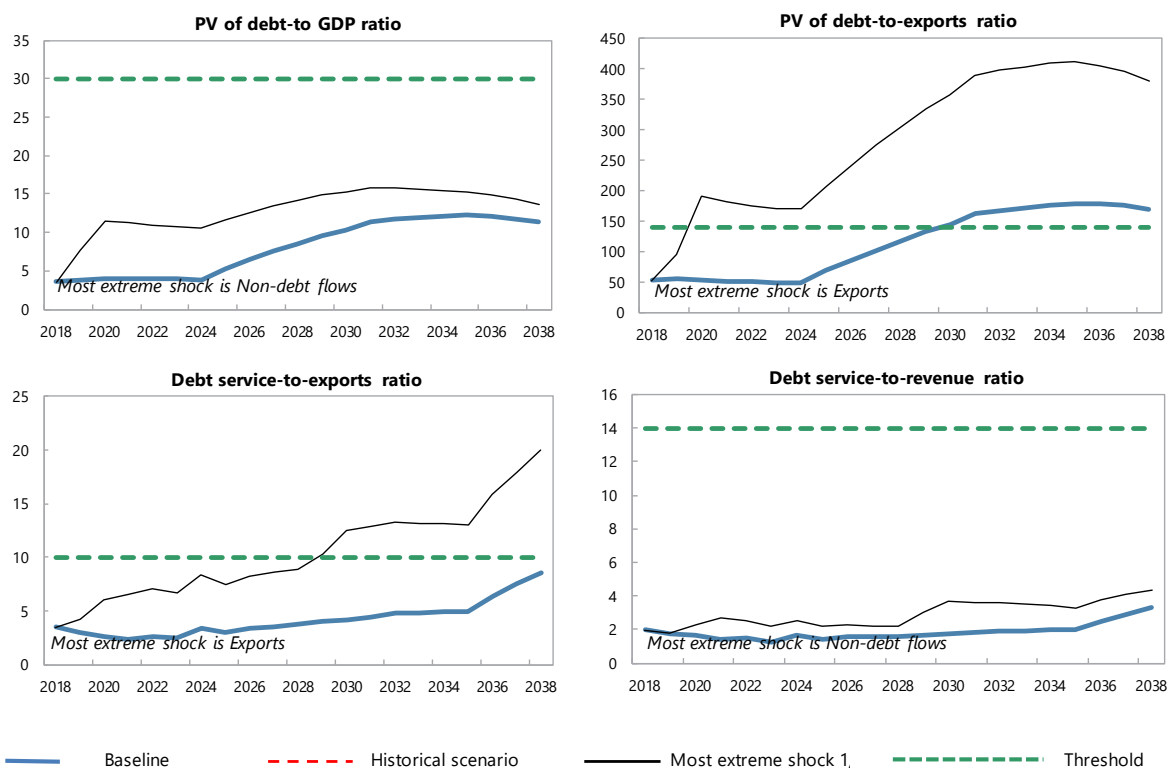 PV of debt-to GDP ratio
35
30
25
20
15
10
5
0
Most extreme shock is Non-debt flows
2018 2020 2022 2024 2026 2028 2030 2032 2034 2036 2038
PV of debt-to-exports ratio
450
400
350
300
250
200
150
100
50
0
Most extreme shock is Exports
2018 2020 2022 2024 2026 2028 2030 2032 2034 2036 2038
Debt service-to-exports ratio
25
20
15
10
5
0
Most extreme shock is Exports
2018 2020 2022 2024 2026 2028 2030 2032 2034 2036 2038
Debt service-to-revenue ratio
16
14
12
10
8
6
4
2
0
Most extreme shock is Non-debt flows
2018 2020 2022 2024 2026 2028 2030 2032 2034 2036 2038
Baseline Historical scenario Most extreme shock 1/ Threshold